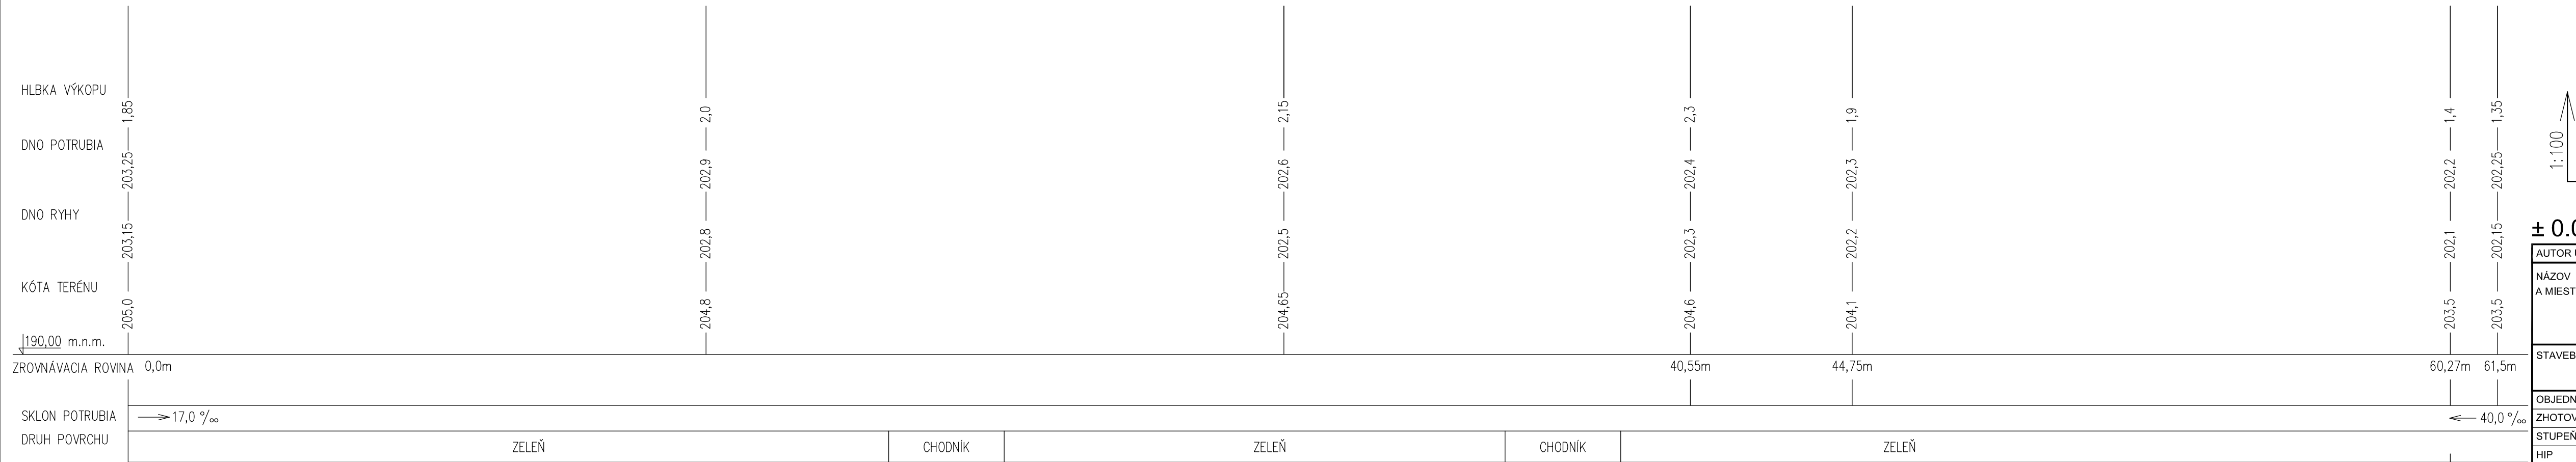 HLBKA VÝKOPU 1,85 2,0 2,15 2,3 1,9 1,4 1,35
DNO POTRUBIA 203,25 202,9 202,6 202,4 202,3 202,2 202,25
DNO RYHY 203,15 202,8 202,5 202,3 202,2 202,1 202,15
KÓTA TERÉNU 205,0 204,8 204,65 204,6 204,1 203,5 203,5
190,00 m.n.m.
ZROVNÁVACIA ROVINA 0,0m 40,55m 44,75m 60,27m 61,5m
SKLON POTRUBIA 17,0 ‰ 40,0 ‰
DRUH POVRCHU ZELEŇ CHODNÍK ZELEŇ CHODNÍK ZELEŇ
1:100
± 0.0
AUTOR
NÁZOV
A MIEST
STAVEB
OBJEDN
ZHOTOV
STUPEŇ
HIP